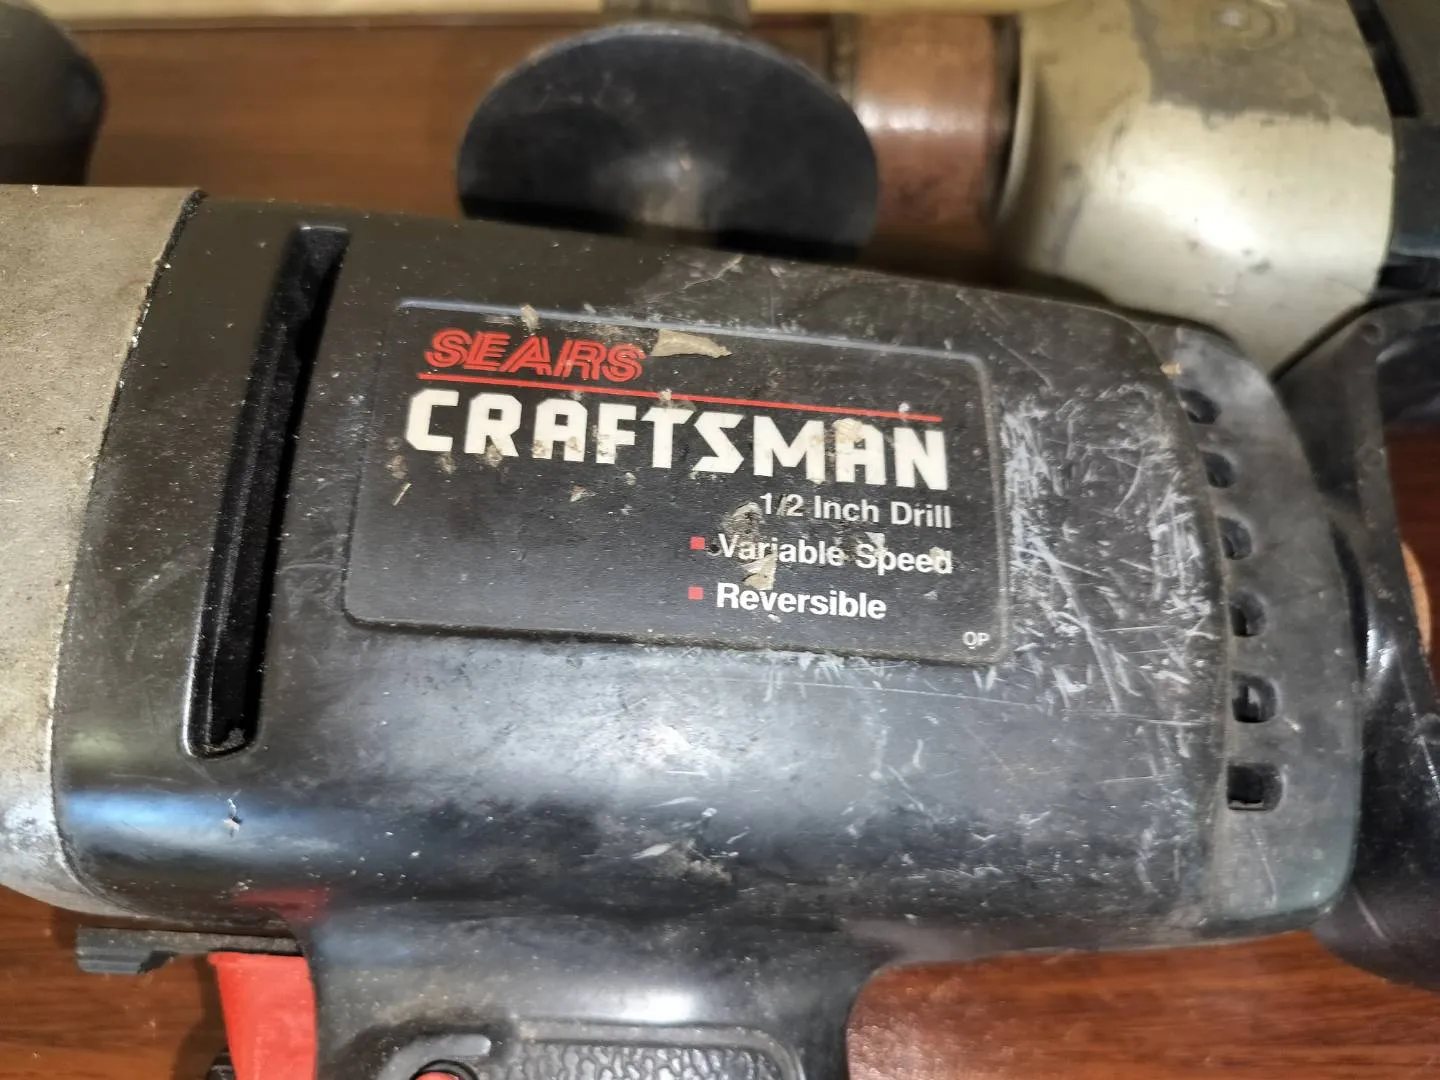 SEARS
CRAFTSMAN
1/2 Inch Drill
Variable Speed
Reversible
OP